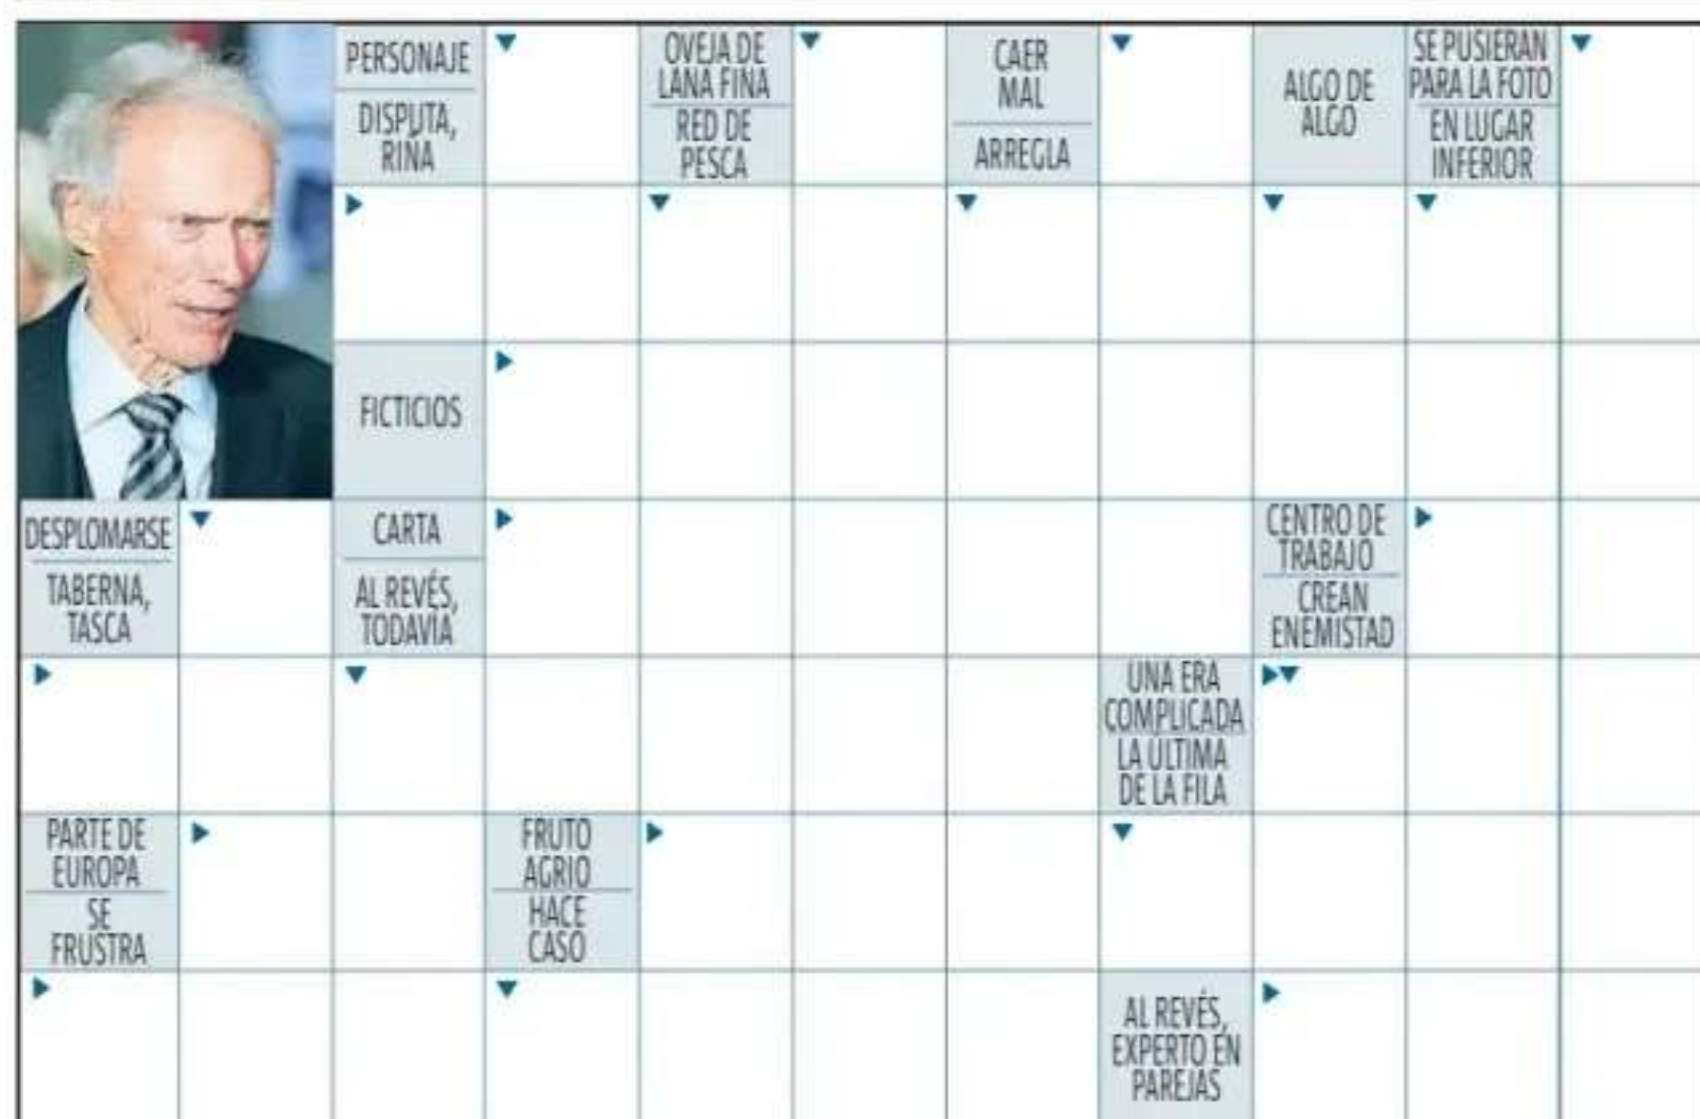 PERSONAJE
DISPUTA,
RIÑA
OVEJA DE
LANA FINA
RED DE
PESCA
CAER
MAL
ARREGLA
ALGO DE
ALGO
SE PUSIERAN
PARA LA FOTO
EN LUGAR
INFERIOR
FICTICIOS
DESPLOMARSE
TABERNA,
TASCA
CARTA
AL REVÉS,
TODAVÍA
CENTRO DE
TRABAJO
CREAN
ENEMISTAD
UNA ERA
COMPLICADA
LA ÚLTIMA
DE LA FILA
PARTE DE
EUROPA
SE
FRUSTRA
FRUTO
AGRIO
HACE
CASO
AL REVÉS,
EXPERTO EN
PAREJAS